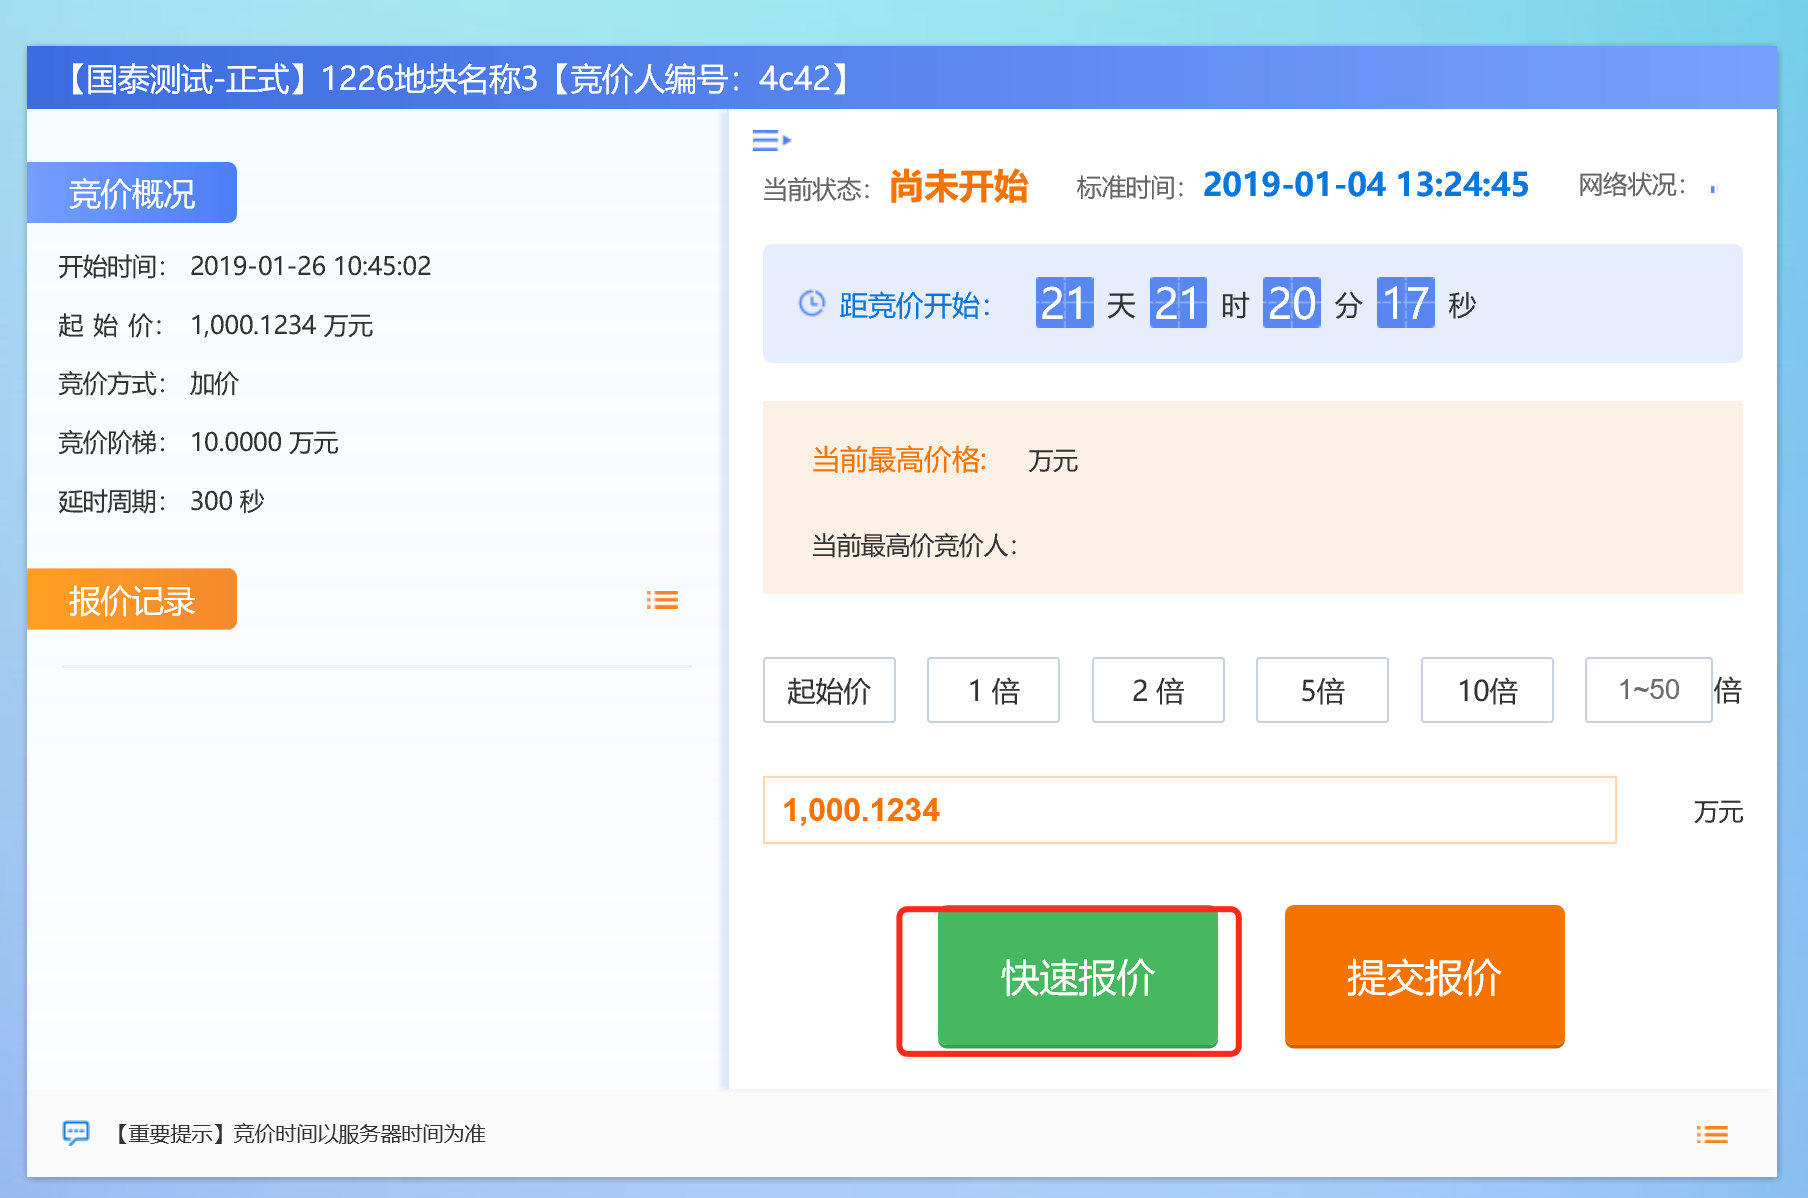 【国泰测试-正式】1226地块名称3【竞价人编号：4c42】
竞价概况
开始时间： 2019-01-26 10:45:02
起 始 价： 1,000.1234 万元
竞价方式： 加价
竞价阶梯： 10.0000 万元
延时周期： 300 秒
报价记录
当前状态： 尚未开始 标准时间： 2019-01-04 13:24:45 网络状况：
距竞价开始： 21 天 21 时 20 分 17 秒
当前最高价格: 万元
当前最高价竞价人：
起始价 1 倍 2 倍 5倍 10倍 1~50 倍
1,000.1234 万元
快速报价 提交报价
【重要提示】竞价时间以服务器时间为准